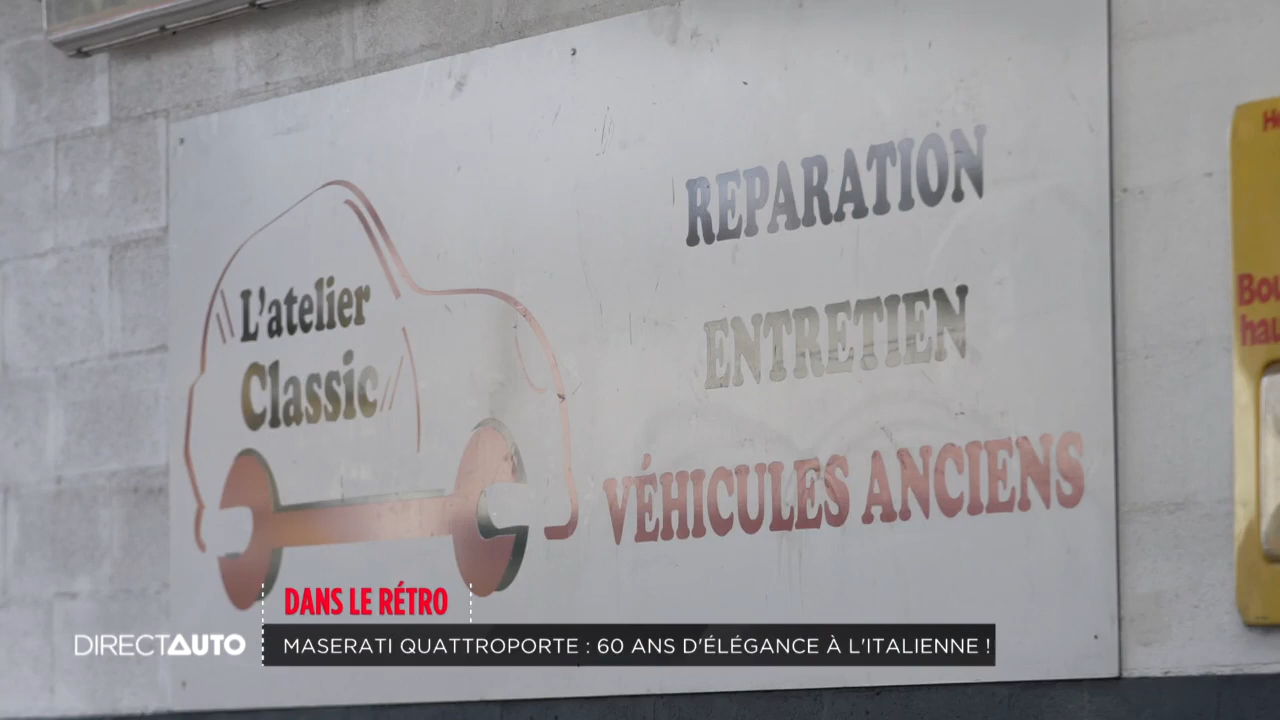 L'atelier
Classic
REPARATION
ENTRETIEN
VÉHICULES ANCIENS
DANS LE RÉTRO
DIRECTAUTO
MASERATI QUATTROPORTE : 60 ANS D'ÉLÉGANCE À L'ITALIENNE !